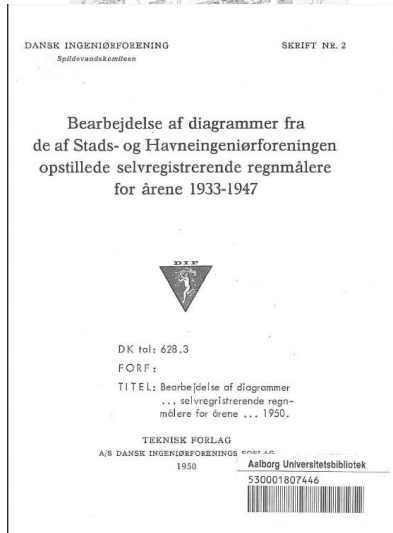 DANSK INGENIØRFORENING SKRIFT NR. 2
Spildevandskomiteen
Bearbejdelse af diagrammer fra
de af Stads- og Havneingeniørforeningen
opstillede selvregistrerende regnmålere
for årene 1933-1947
DIF
DK tal: 628.3
FORF:
TITEL: Bearbejdelse af diagrammer
... selvregristrerende regn-
målere for årene ... 1950.
TEKNISK FORLAG
A/S DANSK INGENIØRFORENINGS
1950
Aalborg Universitetsbibliotek
530001807446